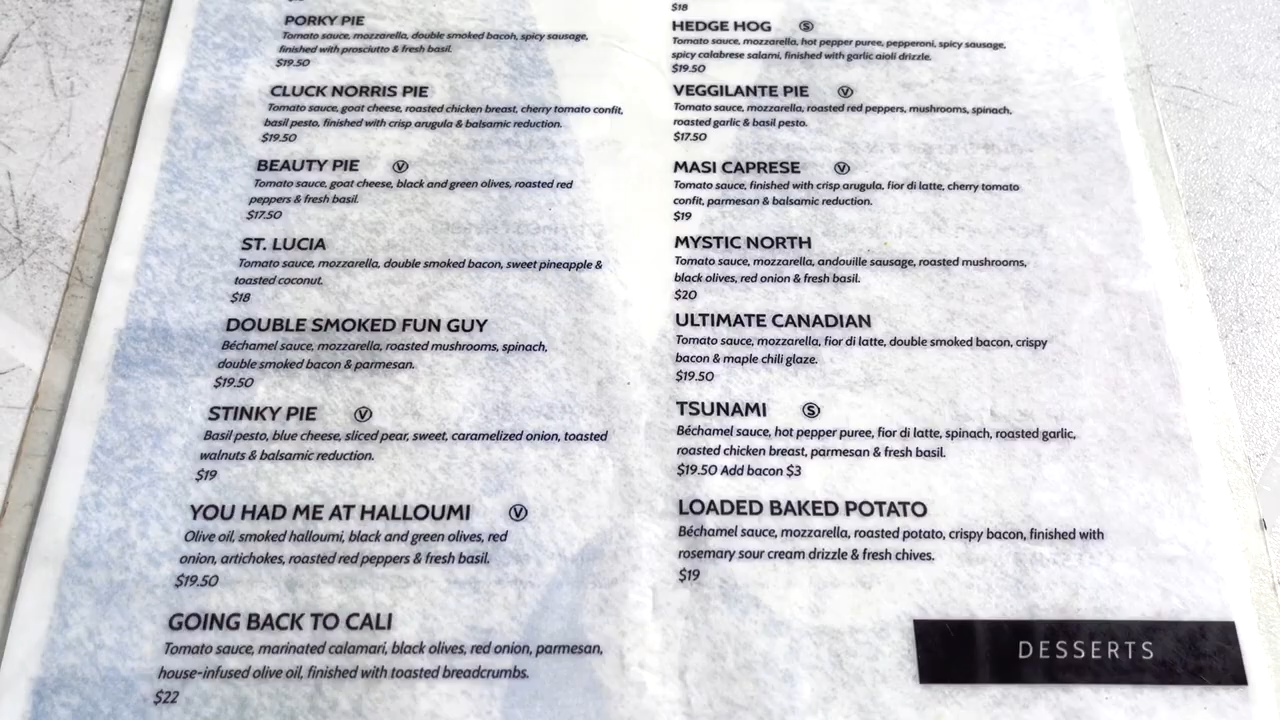 PORKY PIE
Tomato sauce, mozzarella, double smoked bacon, spicy sausage,
finished with prosciutto & fresh basil.
$19.50
CLUCK NORRIS PIE
Tomato sauce, goat cheese, roasted chicken breast, cherry tomato confit,
basil pesto, finished with crisp arugula & balsamic reduction.
$19.50
BEAUTY PIE Ⓥ
Tomato sauce, goat cheese, black and green olives, roasted red
peppers & fresh basil.
$17.50
ST. LUCIA
Tomato sauce, mozzarella, double smoked bacon, sweet pineapple &
toasted coconut.
$18
DOUBLE SMOKED FUN GUY
Béchamel sauce, mozzarella, roasted mushrooms, spinach,
double smoked bacon & parmesan.
$19.50
STINKY PIE Ⓥ
Basil pesto, blue cheese, sliced pear, sweet, caramelized onion, toasted
walnuts & balsamic reduction.
$19
YOU HAD ME AT HALLOUMI Ⓥ
Olive oil, smoked halloumi, black and green olives, red
onion, artichokes, roasted red peppers & fresh basil.
$19.50
GOING BACK TO CALI
Tomato sauce, marinated calamari, black olives, red onion, parmesan,
house-infused olive oil, finished with toasted breadcrumbs.
$22
$18
HEDGE HOG Ⓢ
Tomato sauce, mozzarella, hot pepper puree, pepperoni, spicy sausage,
spicy calabrese salami, finished with garlic aioli drizzle.
$19.50
VEGGILANTE PIE Ⓥ
Tomato sauce, mozzarella, roasted red peppers, mushrooms, spinach,
roasted garlic & basil pesto.
$17.50
MASI CAPRESE Ⓥ
Tomato sauce, finished with crisp arugula, fior di latte, cherry tomato
confit, parmesan & balsamic reduction.
$19
MYSTIC NORTH
Tomato sauce, mozzarella, andouille sausage, roasted mushrooms,
black olives, red onion & fresh basil.
$20
ULTIMATE CANADIAN
Tomato sauce, mozzarella, fior di latte, double smoked bacon, crispy
bacon & maple chili glaze.
$19.50
TSUNAMI Ⓢ
Béchamel sauce, hot pepper puree, fior di latte, spinach, roasted garlic,
roasted chicken breast, parmesan & fresh basil.
$19.50 Add bacon $3
LOADED BAKED POTATO
Béchamel sauce, mozzarella, roasted potato, crispy bacon, finished with
rosemary sour cream drizzle & fresh chives.
$19
DESSERTS